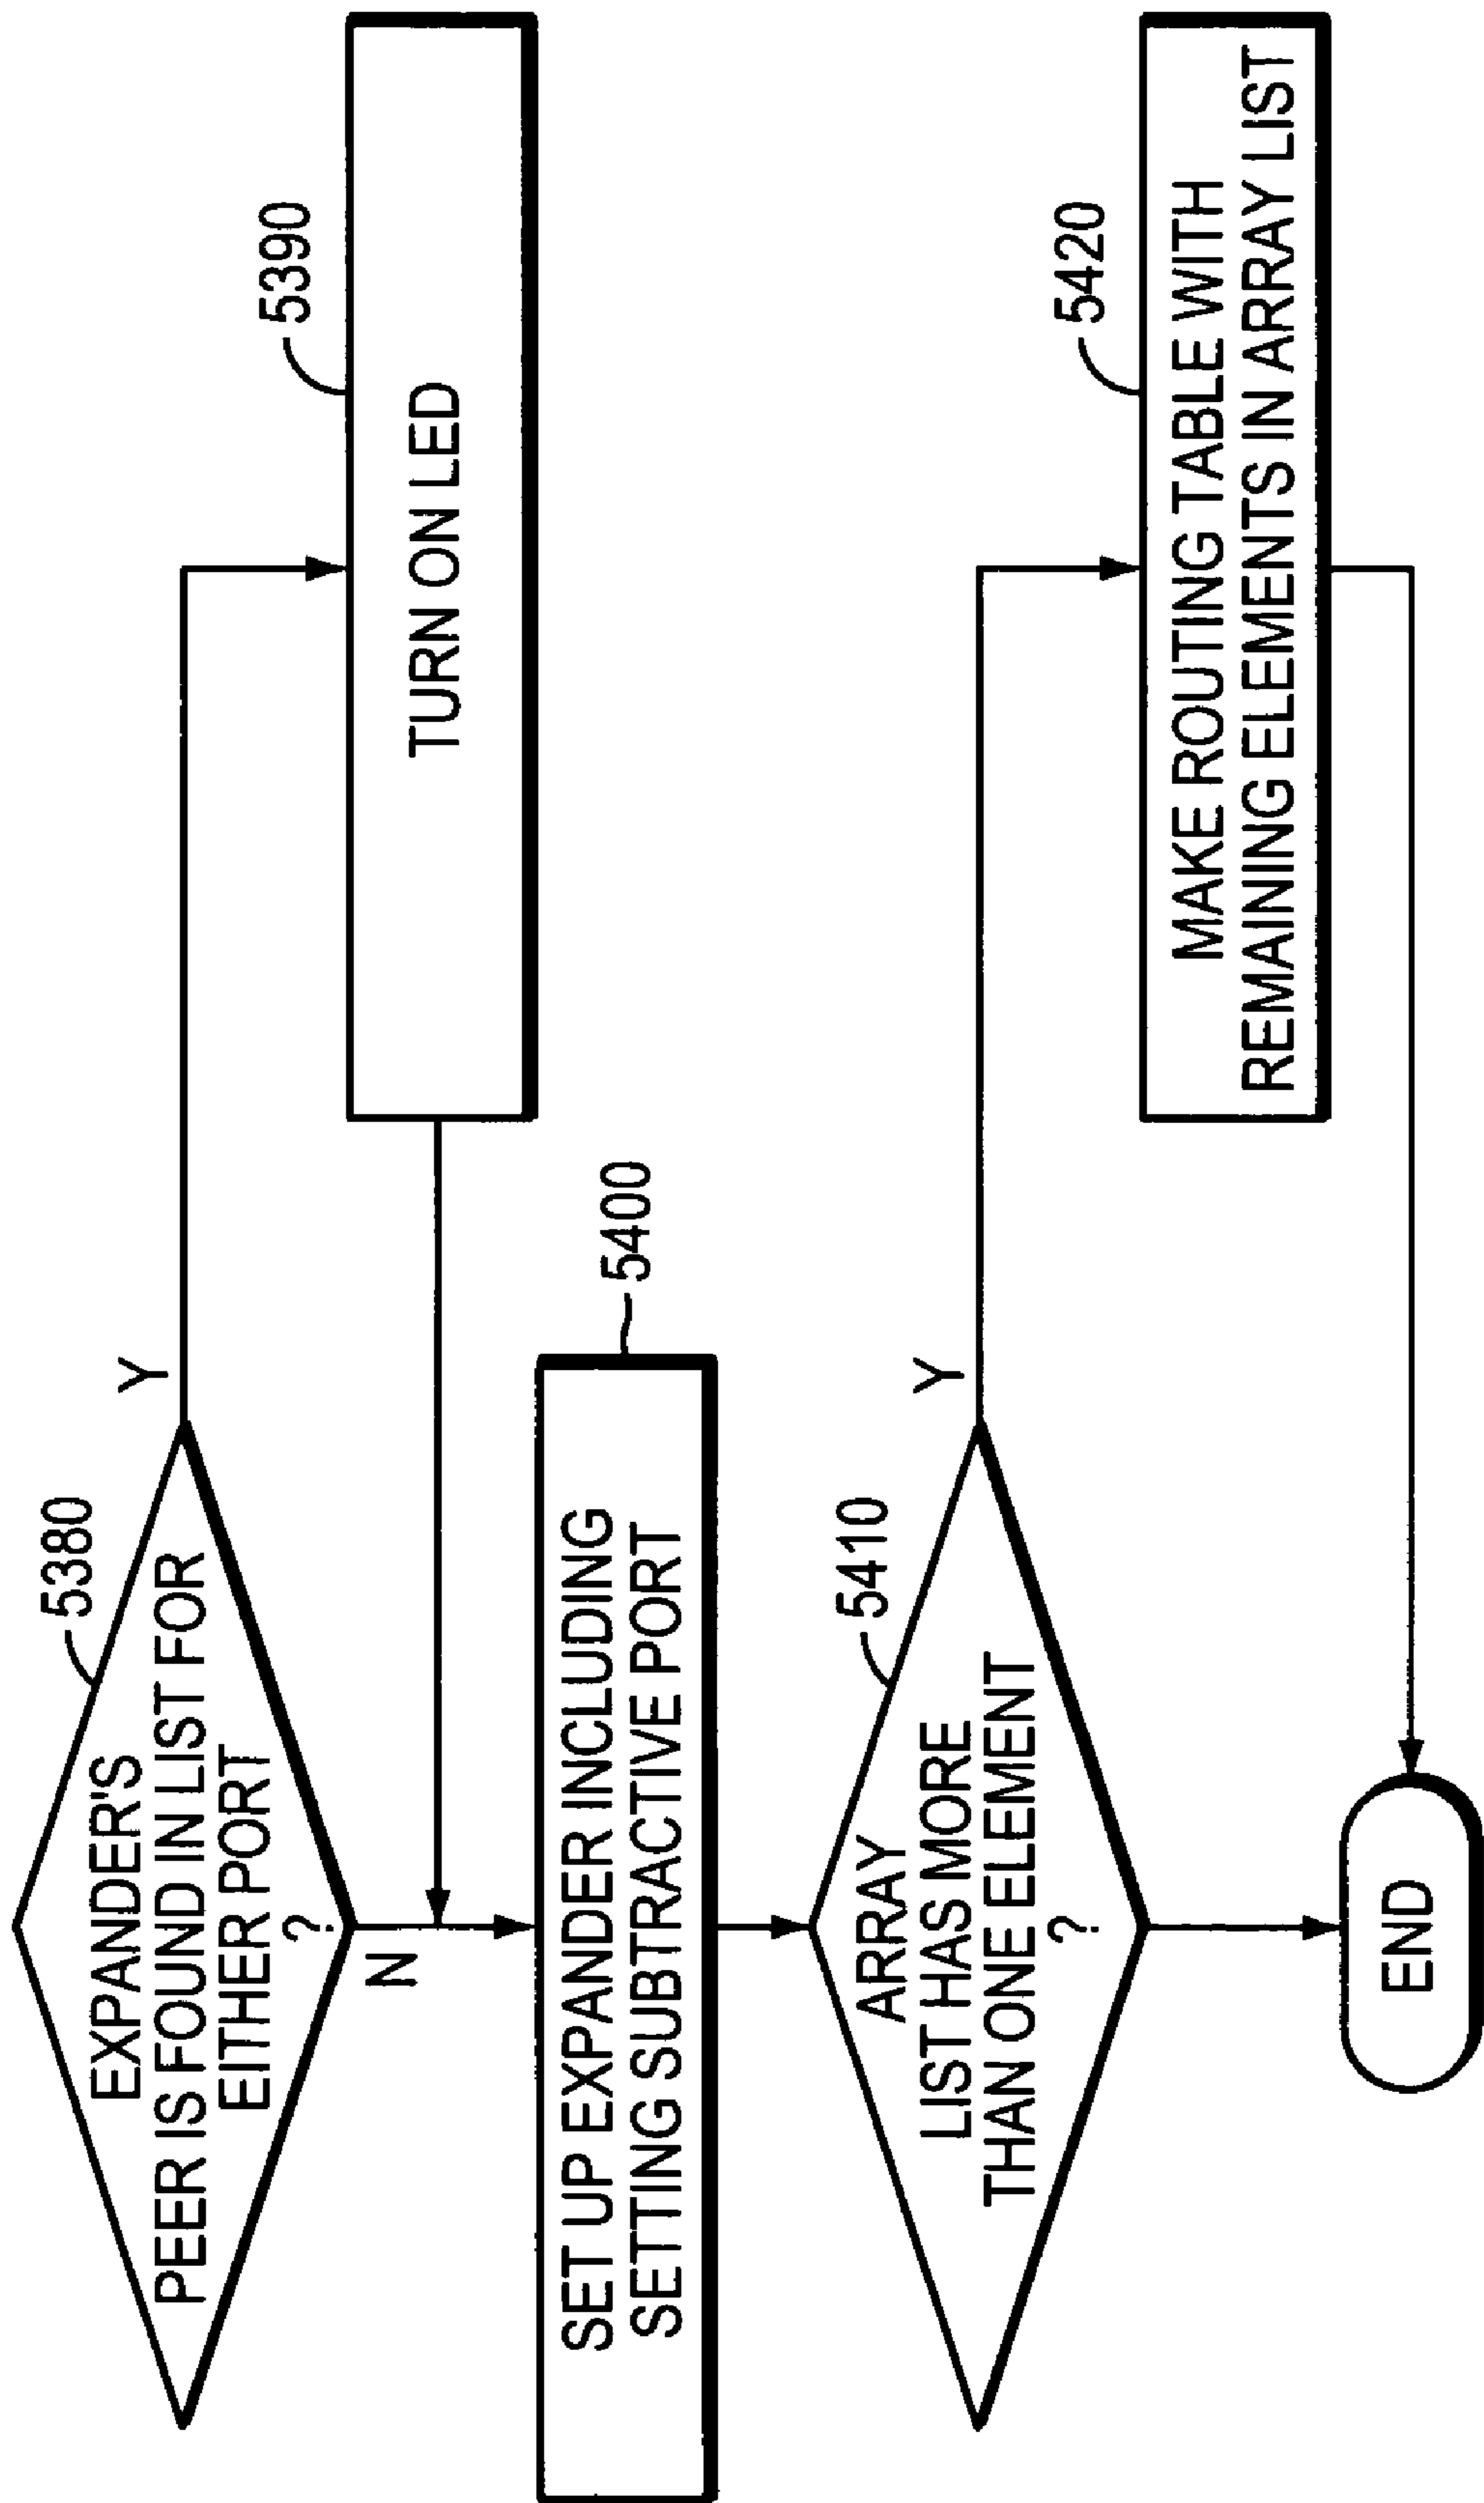 5380
EXPANDER'S
PEER IS FOUND IN LIST FOR
EITHER PORT
?
Y
N
5390
TURN ON LED
5400
SET UP EXPANDER INCLUDING
SETTING SUBTRACTIVE PORT
5410
ARRAY
LIST HAS MORE
THAN ONE ELEMENT
?
Y
5420
MAKE ROUTING TABLE WITH
REMAINING ELEMENTS IN ARRAY LIST
END